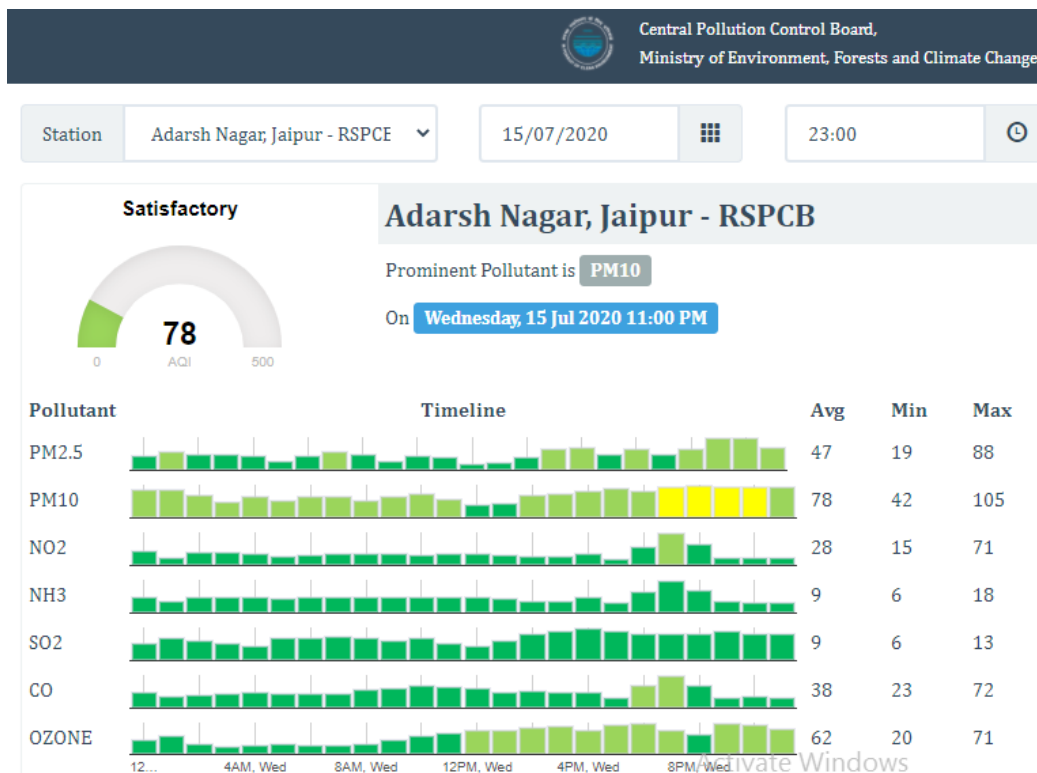 Central Pollution Control Board,
Ministry of Environment, Forests and Climate Change
Station Adarsh Nagar, Jaipur - RSPCE 15/07/2020 23:00
Satisfactory
78
0 AQI 500
Adarsh Nagar, Jaipur - RSPCB
Prominent Pollutant is PM10
On Wednesday, 15 Jul 2020 11:00 PM
Pollutant Timeline Avg Min Max
PM2.5 47 19 88
PM10 78 42 105
NO2 28 15 71
NH3 9 6 18
SO2 9 6 13
CO 38 23 72
OZONE 62 20 71
12... 4AM, Wed 8AM, Wed 12PM, Wed 4PM, Wed 8PM, Wed
Activate Windows